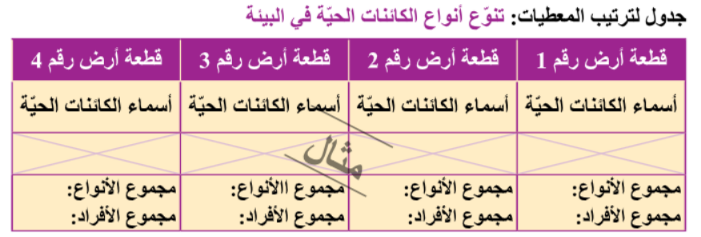 جدول لترتيب المعطيات: تنوّع أنواع الكائنات الحيّة في البيئة
قطعة أرض رقم 1 قطعة أرض رقم 2 قطعة أرض رقم 3 قطعة أرض رقم 4
أسماء الكائنات الحيّة أسماء الكائنات الحيّة أسماء الكائنات الحيّة أسماء الكائنات الحيّة
مثال
مجموع الأنواع: مجموع الأنواع: مجموع االأنواع: مجموع الأنواع:
مجموع الأفراد: مجموع الأفراد: مجموع الأفراد: مجموع الأفراد: